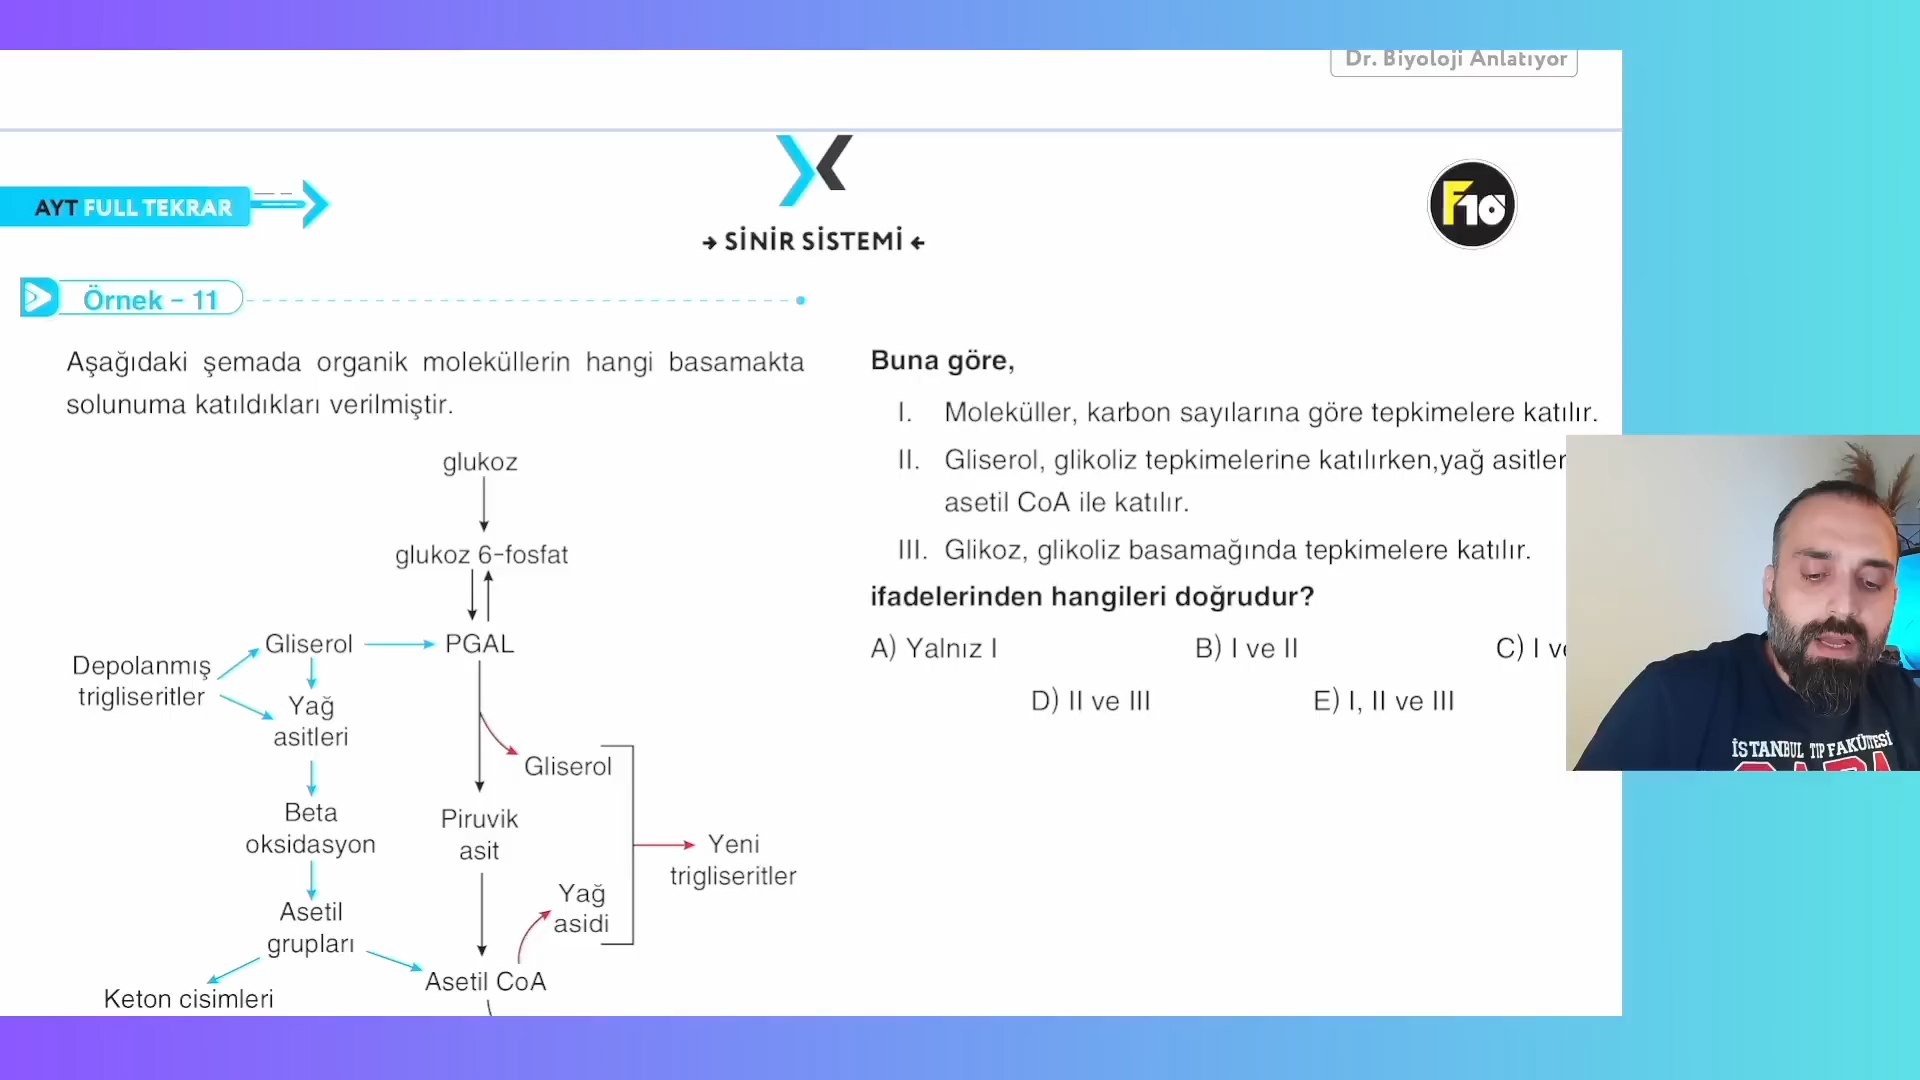 Dr. Biyoloji Anlatıyor
AYT FULL TEKRAR
SİNİR SİSTEMİ
F10
Örnek – 11
Aşağıdaki şemada organik moleküllerin hangi basamakta
solunuma katıldıkları verilmiştir.
glukoz
glukoz 6-fosfat
Gliserol
PGAL
Depolanmış
trigliseritler
Yağ
asitleri
Gliserol
Beta
oksidasyon
Piruvik
asit
Yeni
trigliseritler
Yağ
asidi
Asetil
grupları
Asetil CoA
Keton cisimleri
Buna göre,
I. Moleküller, karbon sayılarına göre tepkimelere katılır.
II. Gliserol, glikoliz tepkimelerine katılırken,yağ
asetil CoA ile katılır.
III. Glikoz, glikoliz basamağında tepkimelere katılır.
ifadelerinden hangileri doğrudur?
A) Yalnız I B) I ve II C) I
D) II ve III E) I, II ve III
İSTANBUL TIP FAKÜLTESİ